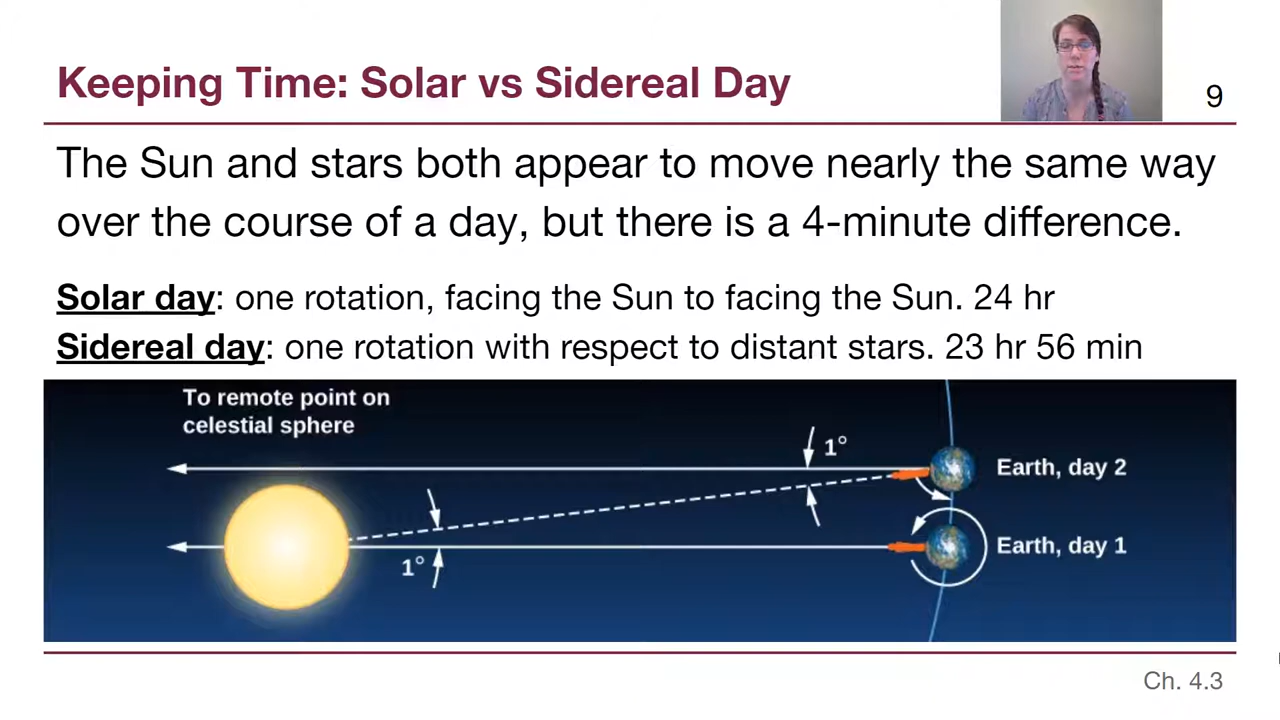 Keeping Time: Solar vs Sidereal Day
9
The Sun and stars both appear to move nearly the same way
over the course of a day, but there is a 4-minute difference.
Solar day: one rotation, facing the Sun to facing the Sun. 24 hr
Sidereal day: one rotation with respect to distant stars. 23 hr 56 min
To remote point on
celestial sphere
1°
Earth, day 2
1°
Earth, day 1
Ch. 4.3